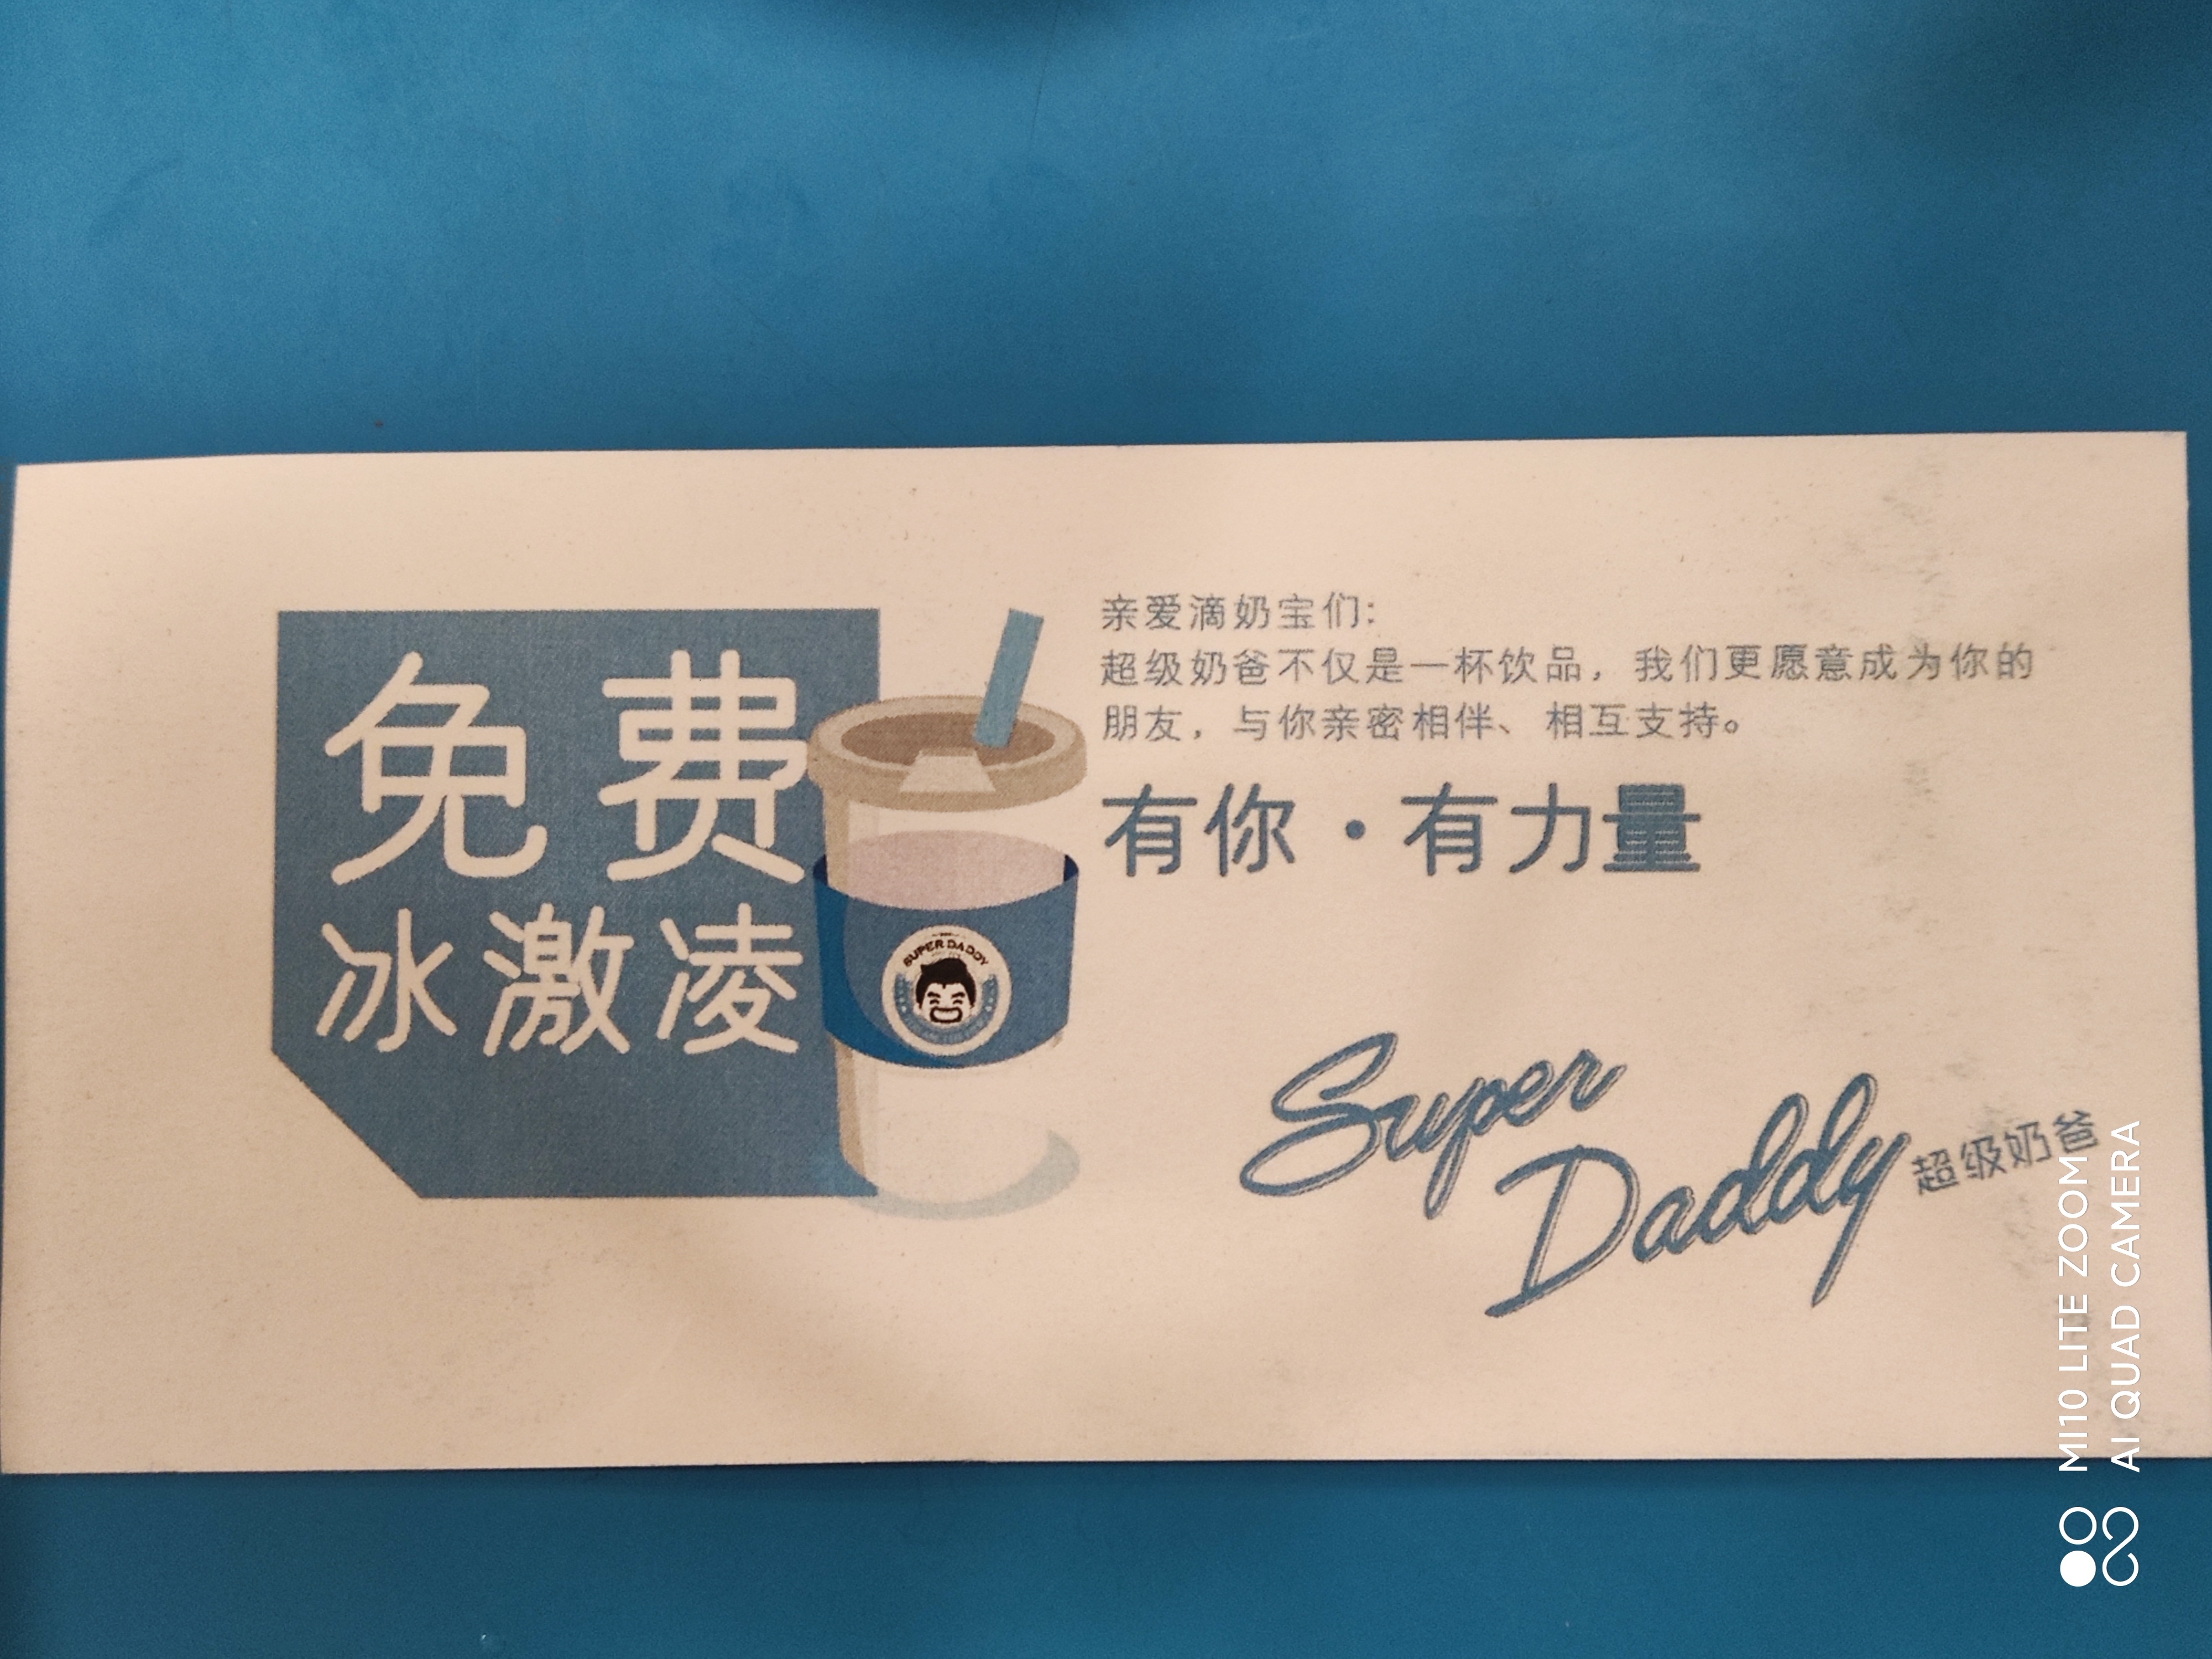 免费
冰激凌
SUPER DADDY
亲爱滴奶宝们：
超级奶爸不仅是一杯饮品，我们更愿意成为你的
朋友，与你亲密相伴、相互支持。
有你·有力量
Super
Daddy
超级奶爸
MI10 LITE ZOOM
AI QUAD CAMERA